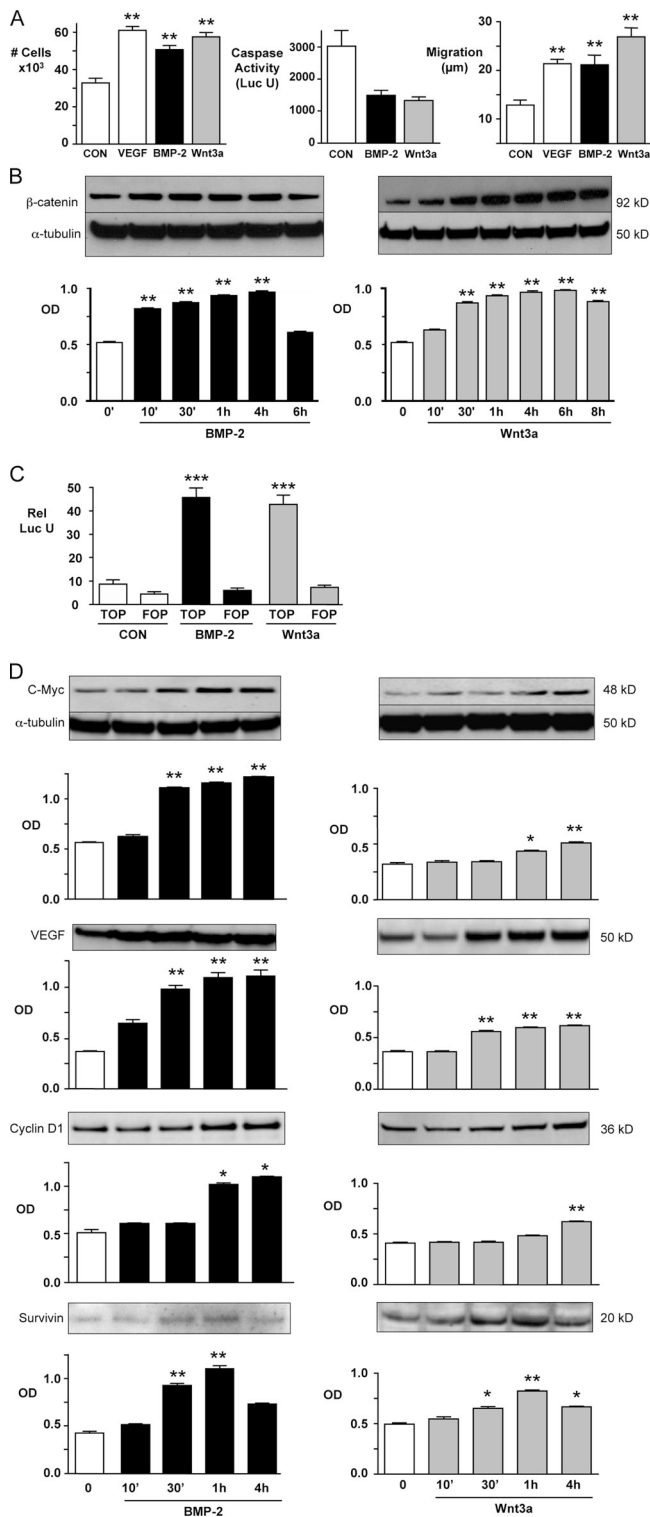 A
# Cells
x10³
60
40
20
0
**
**
**
CON VEGF BMP-2 Wnt3a
Caspase
Activity
(Luc U)
3000
2000
1000
0
CON BMP-2 Wnt3a
Migration
(µm)
30
20
10
**
**
**
CON VEGF BMP-2 Wnt3a
B
β-catenin
92 kD
α-tubulin
50 kD
OD
1.0
0.5
0.0
** ** ** **
0' 10' 30' 1h 4h 6h
BMP-2
OD
1.0
0.5
0.0
** ** ** ** **
0 10' 30' 1h 4h 6h 8h
Wnt3a
C
Rel
Luc U
50
40
30
20
10
0
***
***
TOP FOP TOP FOP TOP FOP
CON BMP-2 Wnt3a
D
C-Myc
48 kD
α-tubulin
50 kD
OD
1.0
0.5
0.0
** ** **
OD
1.0
0.5
0.0
* **
VEGF
50 kD
OD
1.0
0.5
0.0
** ** **
OD
1.0
0.5
0.0
** ** **
Cyclin D1
36 kD
OD
1.0
0.5
0.0
* *
OD
1.0
0.5
0.0
**
Survivin
20 kD
OD
1.0
0.5
0.0
** **
0 10' 30' 1h 4h
BMP-2
OD
1.0
0.5
0.0
* ** *
0 10' 30' 1h 4h
Wnt3a